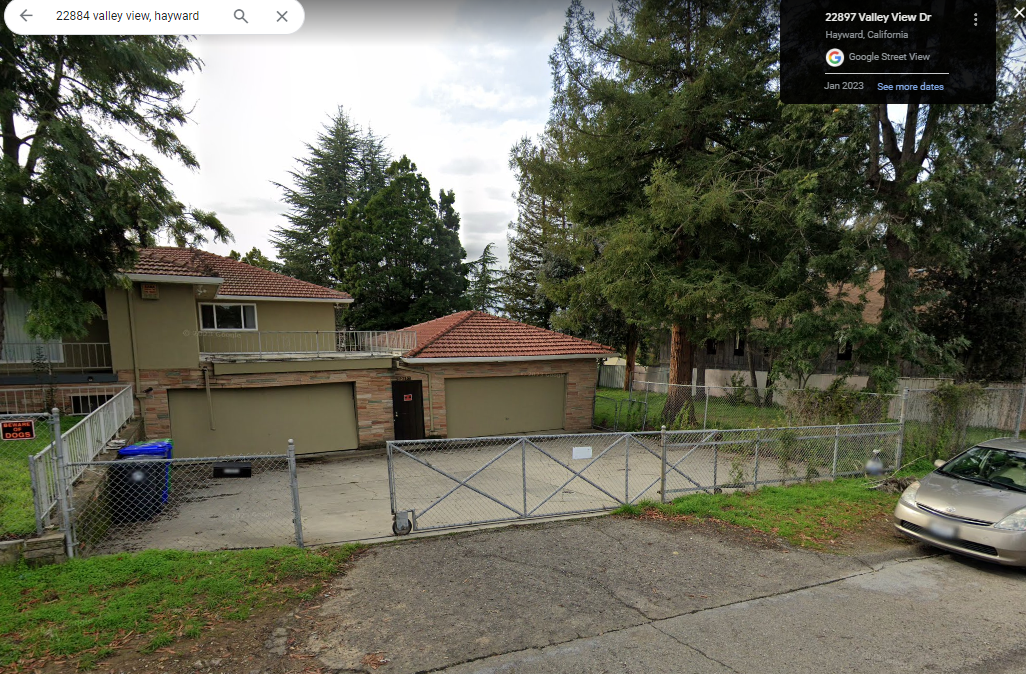 22884 valley view, hayward
22897 Valley View Dr
Hayward, California
Google Street View
Jan 2023 See more dates
BEWARE
OF
DOGS